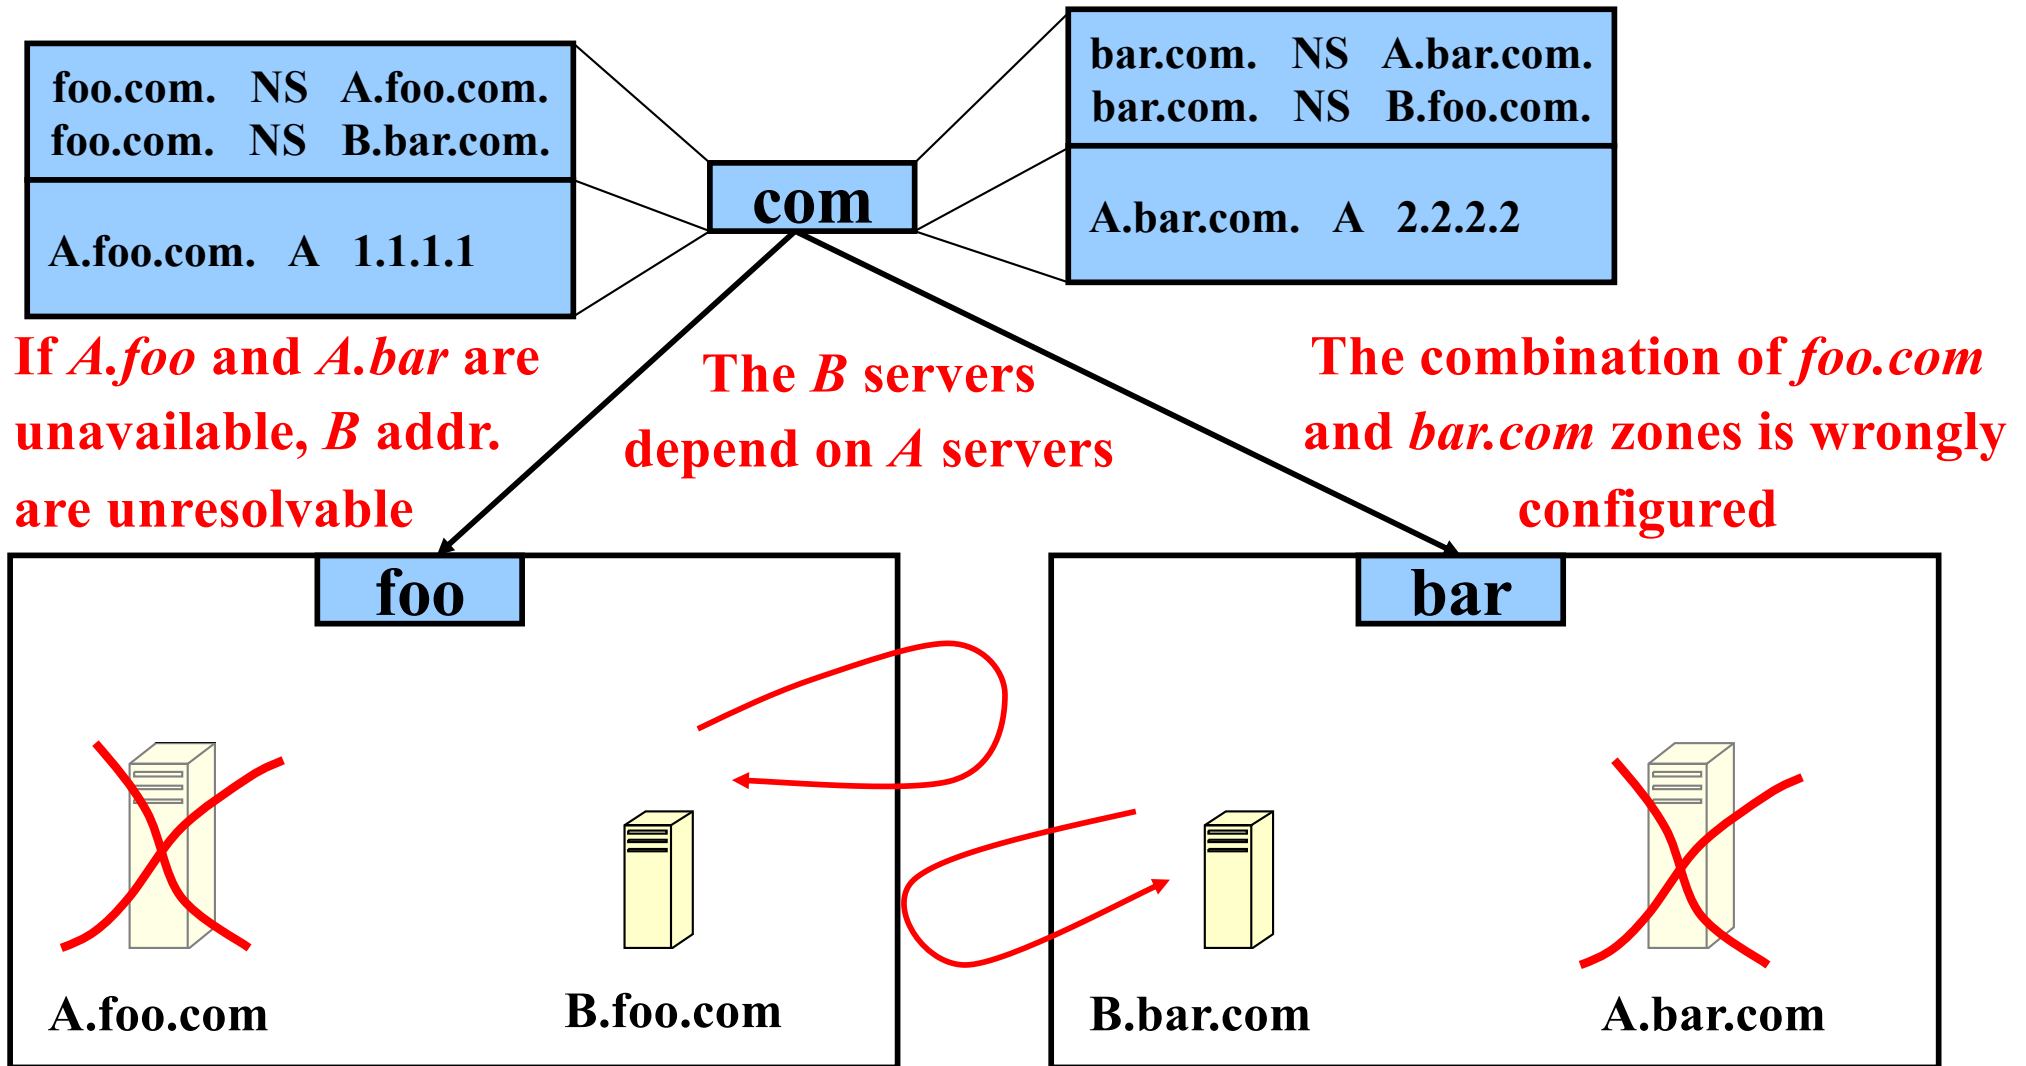 foo.com. NS A.foo.com.
foo.com. NS B.bar.com.
A.foo.com. A 1.1.1.1
com
bar.com. NS A.bar.com.
bar.com. NS B.foo.com.
A.bar.com. A 2.2.2.2
If A.foo and A.bar are
unavailable, B addr.
are unresolvable
The B servers
depend on A servers
The combination of foo.com
and bar.com zones is wrongly
configured
foo
A.foo.com
B.foo.com
bar
B.bar.com
A.bar.com